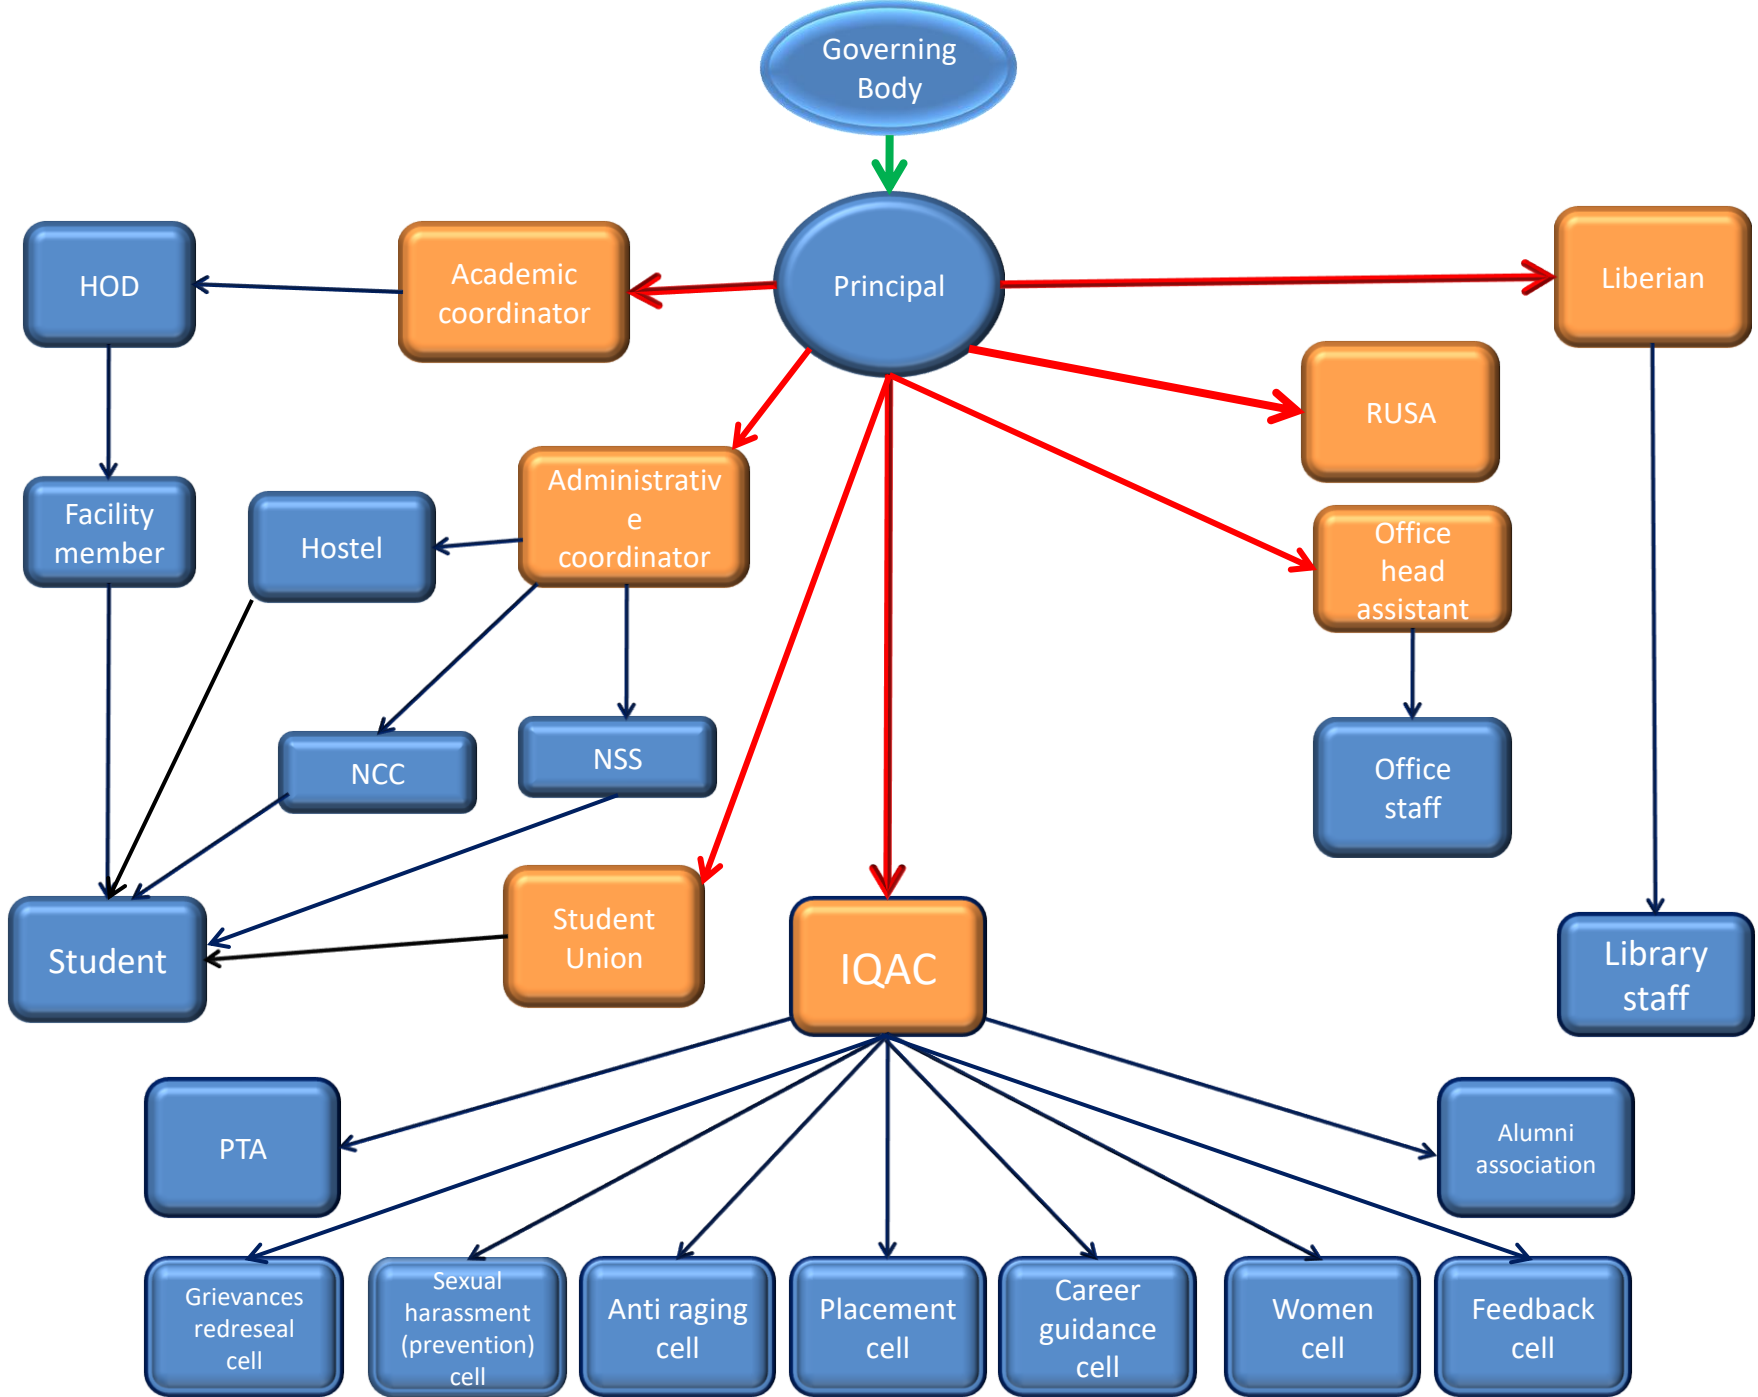 Governing
Body
HOD
Academic
coordinator
Principal
Liberian
RUSA
Facility
member
Hostel
Administrativ
e
coordinator
Office
head
assistant
NCC
NSS
Office
staff
Student
Student
Union
IQAC
Library
staff
PTA
Alumni
association
Grievances
redreseal
cell
Sexual
harassment
(prevention)
cell
Anti raging
cell
Placement
cell
Career
guidance
cell
Women
cell
Feedback
cell